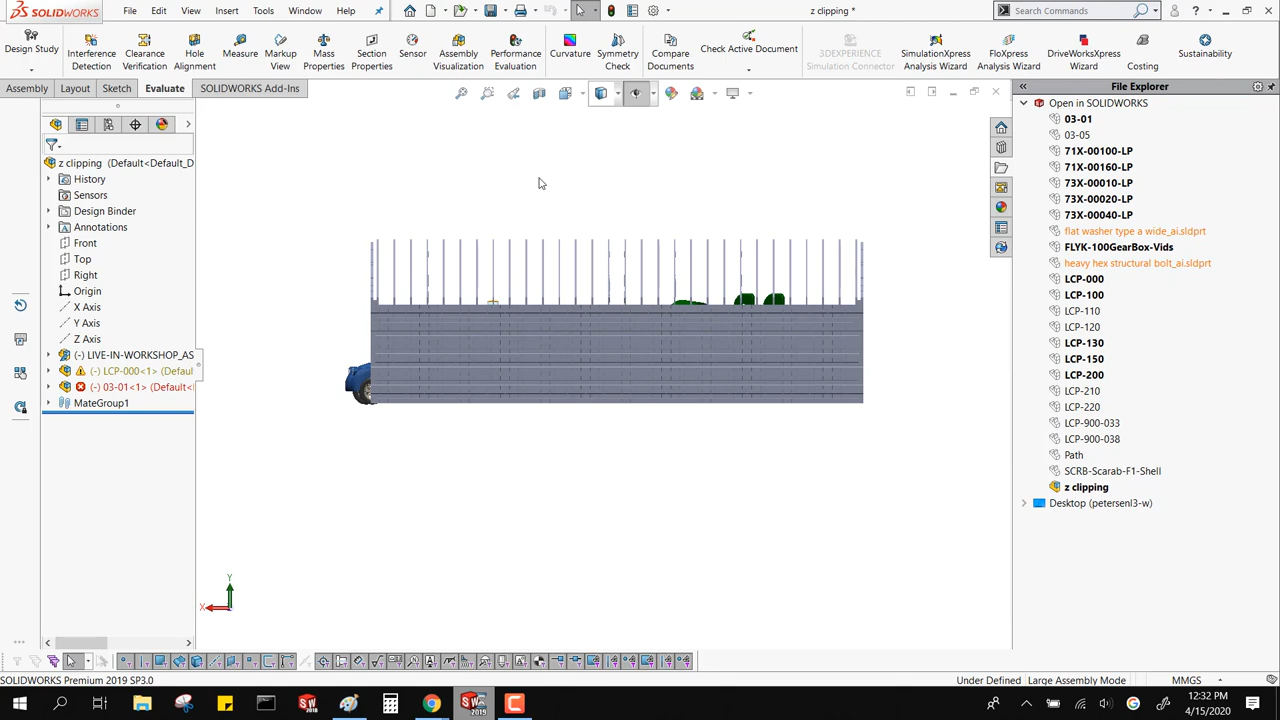 SOLIDWORKS File Edit View Insert Tools Window Help z clipping * Search Commands
Design Study
Interference Detection
Clearance Verification
Hole Alignment
Measure
Markup View
Mass Properties
Section Properties
Sensor
Assembly Visualization
Performance Evaluation
Curvature
Symmetry Check
Compare Documents
Check Active Document
3DEXPERIENCE Simulation Connector
SimulationXpress Analysis Wizard
FloXpress Analysis Wizard
DriveWorksXpress Wizard
Costing
Sustainability
Assembly Layout Sketch Evaluate SOLIDWORKS Add-Ins
z clipping (Default<Default_D
History
Sensors
Design Binder
Annotations
Front
Top
Right
Origin
X Axis
Y Axis
Z Axis
(-) LIVE-IN-WORKSHOP_AS
(-) LCP-000<1> (Defaul
(-) 03-01<1> (Default<
MateGroup1
Y
X
File Explorer
Open in SOLIDWORKS
03-01
03-05
71X-00100-LP
71X-00160-LP
73X-00010-LP
73X-00020-LP
73X-00040-LP
flat washer type a wide_ai.sldprt
FLYK-100GearBox-Vids
heavy hex structural bolt_ai.sldprt
LCP-000
LCP-100
LCP-110
LCP-120
LCP-130
LCP-150
LCP-200
LCP-210
LCP-220
LCP-900-033
LCP-900-038
Path
SCRB-Scarab-F1-Shell
z clipping
Desktop (petersenl3-w)
SOLIDWORKS Premium 2019 SP3.0 Under Defined Large Assembly Mode MMGS
12:32 PM
4/15/2020